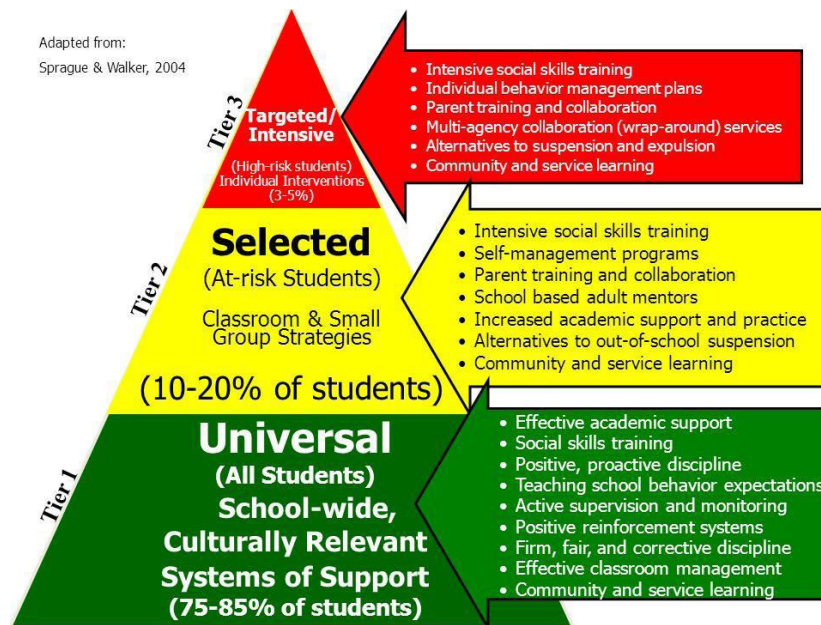 Adapted from:
Sprague & Walker, 2004
Tier 3
Targeted/
Intensive
(High-risk students)
Individual Interventions
(3-5%)
• Intensive social skills training
• Individual behavior management plans
• Parent training and collaboration
• Multi-agency collaboration (wrap-around) services
• Alternatives to suspension and expulsion
• Community and service learning
Tier 2
Selected
(At-risk Students)
Classroom & Small
Group Strategies
(10-20% of students)
• Intensive social skills training
• Self-management programs
• Parent training and collaboration
• School based adult mentors
• Increased academic support and practice
• Alternatives to out-of-school suspension
• Community and service learning
Tier 1
Universal
(All Students)
School-wide,
Culturally Relevant
Systems of Support
(75-85% of students)
• Effective academic support
• Social skills training
• Positive, proactive discipline
• Teaching school behavior expectations
• Active supervision and monitoring
• Positive reinforcement systems
• Firm, fair, and corrective discipline
• Effective classroom management
• Community and service learning